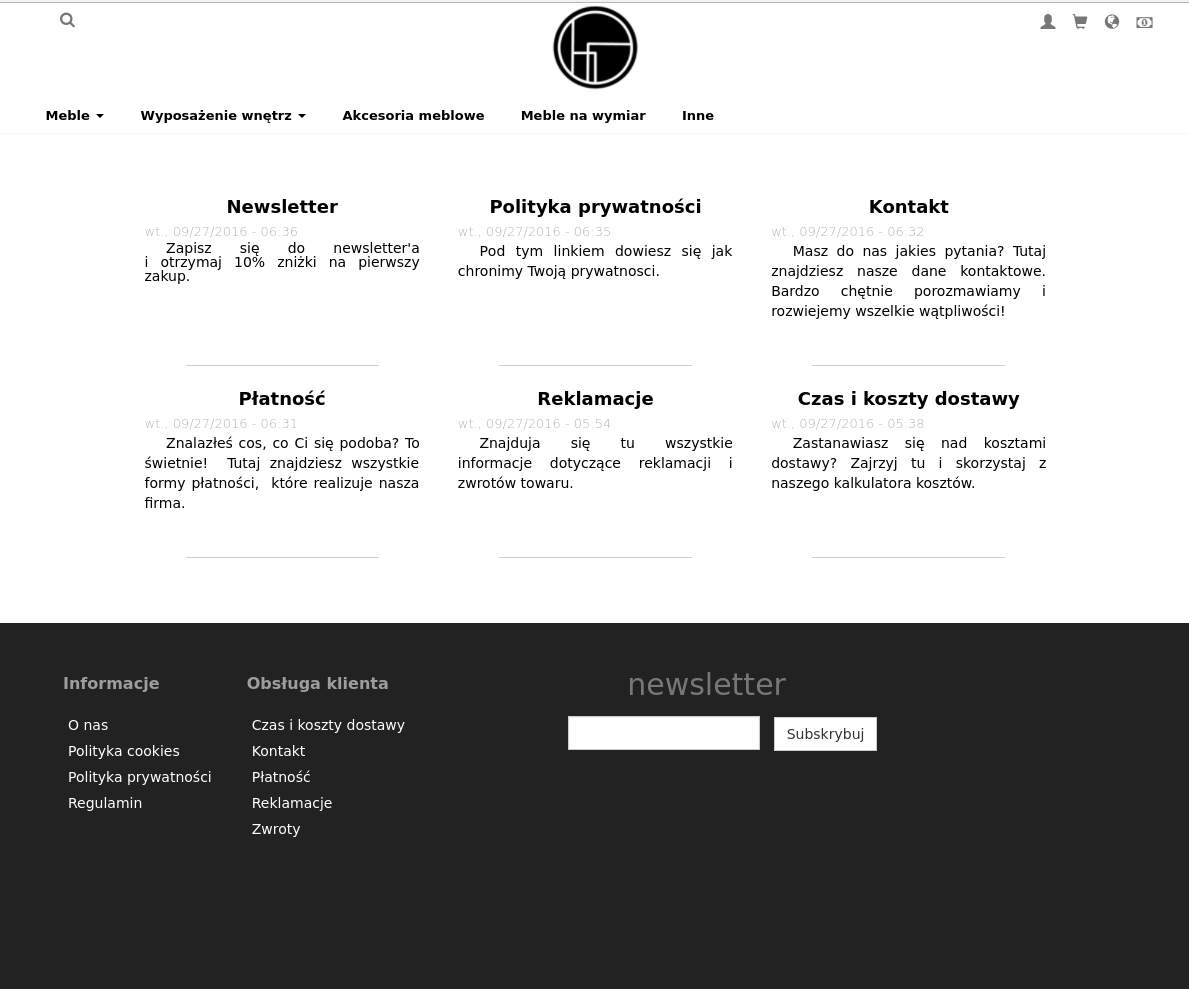 Meble Wyposażenie wnętrz Akcesoria meblowe Meble na wymiar Inne
Newsletter
wt., 09/27/2016 - 06:36
Zapisz się do newsletter'a
i otrzymaj 10% zniżki na pierwszy
zakup.
Polityka prywatności
wt., 09/27/2016 - 06:35
Pod tym linkiem dowiesz się jak
chronimy Twoją prywatnosci.
Kontakt
wt., 09/27/2016 - 06:32
Masz do nas jakies pytania? Tutaj
znajdziesz nasze dane kontaktowe.
Bardzo chętnie porozmawiamy i
rozwiejemy wszelkie wątpliwości!
Płatność
wt., 09/27/2016 - 06:31
Znalazłeś cos, co Ci się podoba? To
świetnie! Tutaj znajdziesz wszystkie
formy płatności, które realizuje nasza
firma.
Reklamacje
wt., 09/27/2016 - 05:54
Znajduja się tu wszystkie
informacje dotyczące reklamacji i
zwrotów towaru.
Czas i koszty dostawy
wt., 09/27/2016 - 05:38
Zastanawiasz się nad kosztami
dostawy? Zajrzyj tu i skorzystaj z
naszego kalkulatora kosztów.
Informacje
O nas
Polityka cookies
Polityka prywatności
Regulamin
Obsługa klienta
Czas i koszty dostawy
Kontakt
Płatność
Reklamacje
Zwroty
newsletter
Subskrybuj